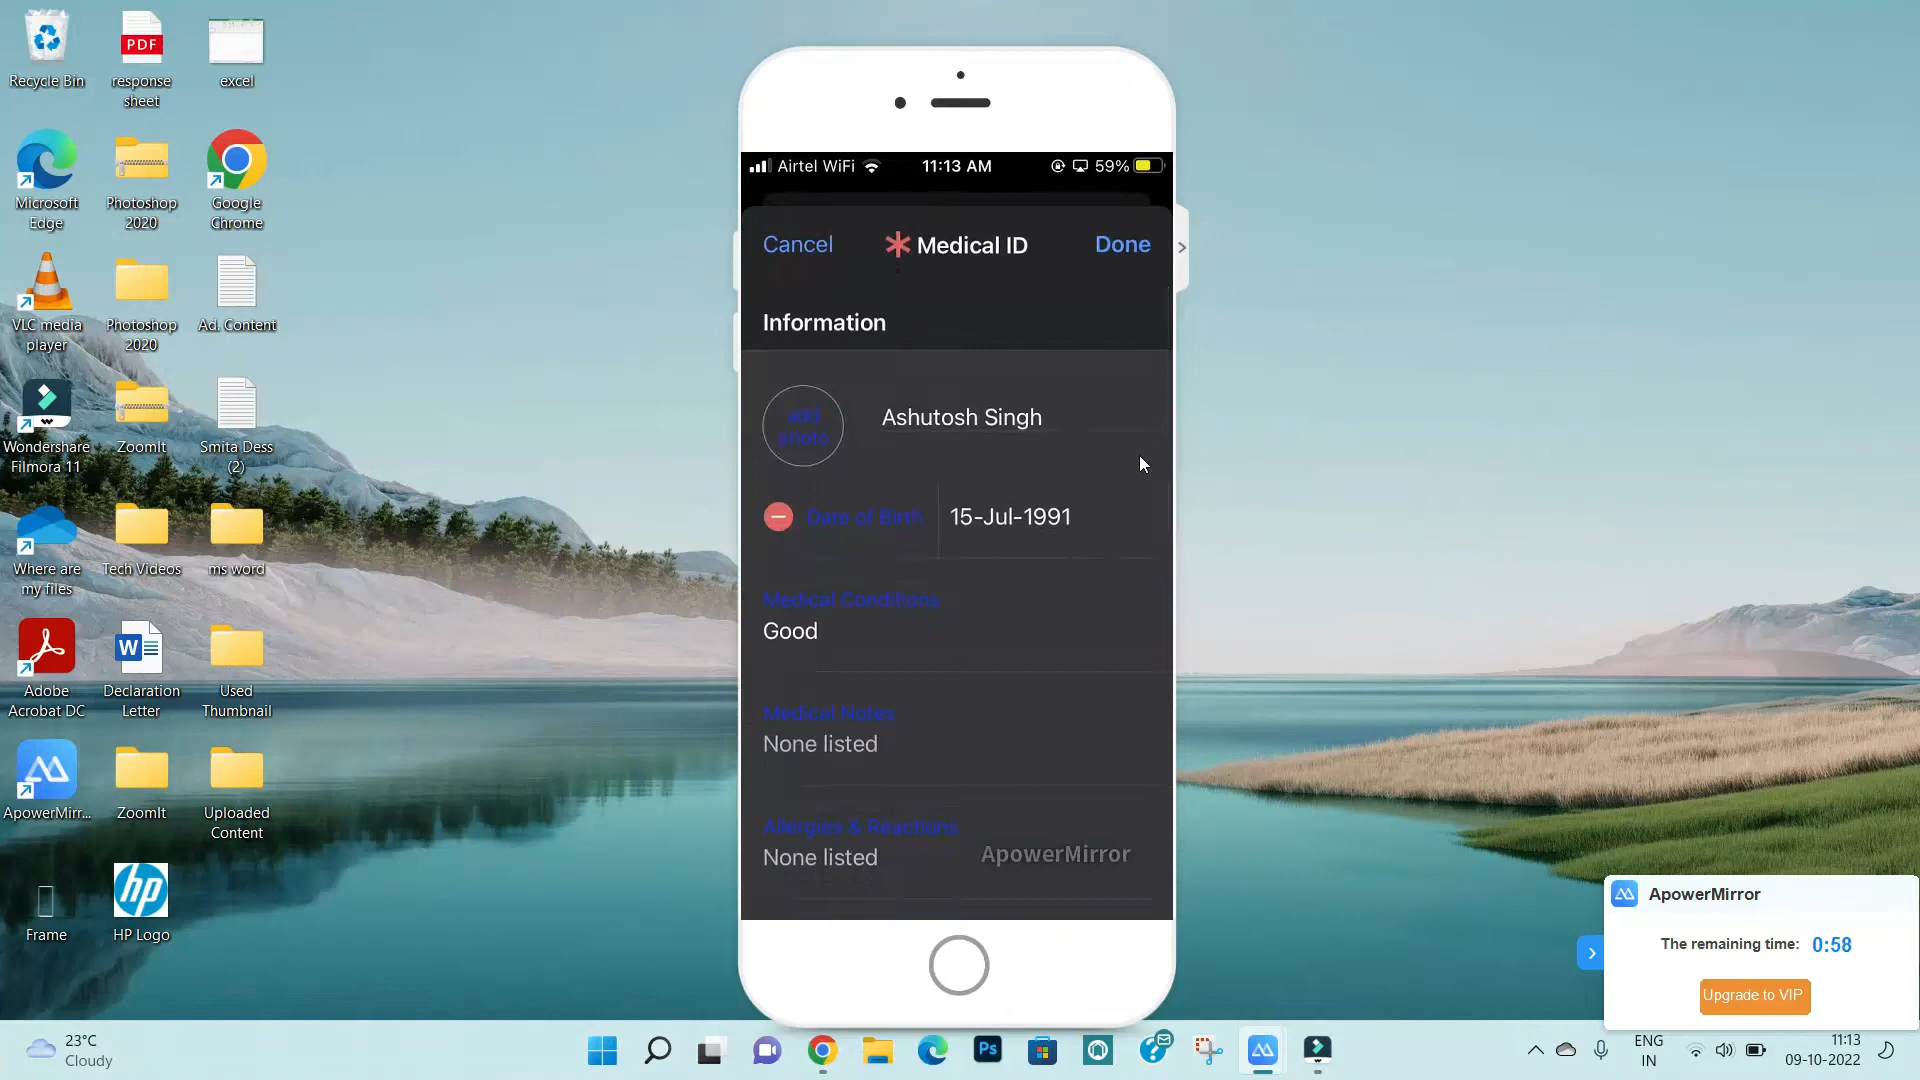 Recycle Bin
response
sheet
PDF
excel
Microsoft
Edge
Photoshop
2020
Google
Chrome
VLC media
player
Photoshop
2020
Ad. Content
Wondershare
Filmora 11
ZoomIt
Smita Dess
(2)
Where are
my files
Tech Videos
ms word
Adobe
Acrobat DC
W
Declaration
Letter
Used
Thumbnail
ApowerMirr...
ZoomIt
Uploaded
Content
Frame
hp
HP Logo
Airtel WiFi
11:13 AM
59%
Cancel
Medical ID
Done
Information
add
photo
Ashutosh Singh
Date of Birth
15-Jul-1991
Medical Conditions
Good
Medical Notes
None listed
Allergies & Reactions
None listed
ApowerMirror
ApowerMirror
The remaining time: 0:58
Upgrade to VIP
23°C
Cloudy
Ps
ENG
IN
11:13
09-10-2022